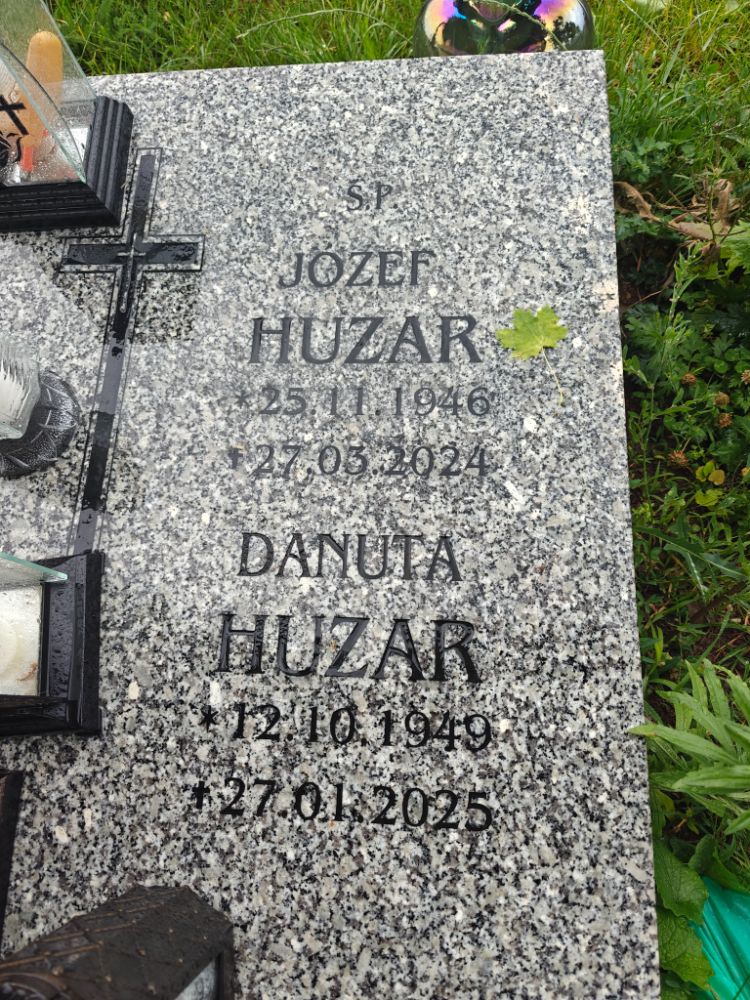 Ś.P.
JÓZEF
HUZAR
* 25.11.1946
+ 27.03.2024
DANUTA
HUZAR
* 12.10.1949
+ 27.01.2025